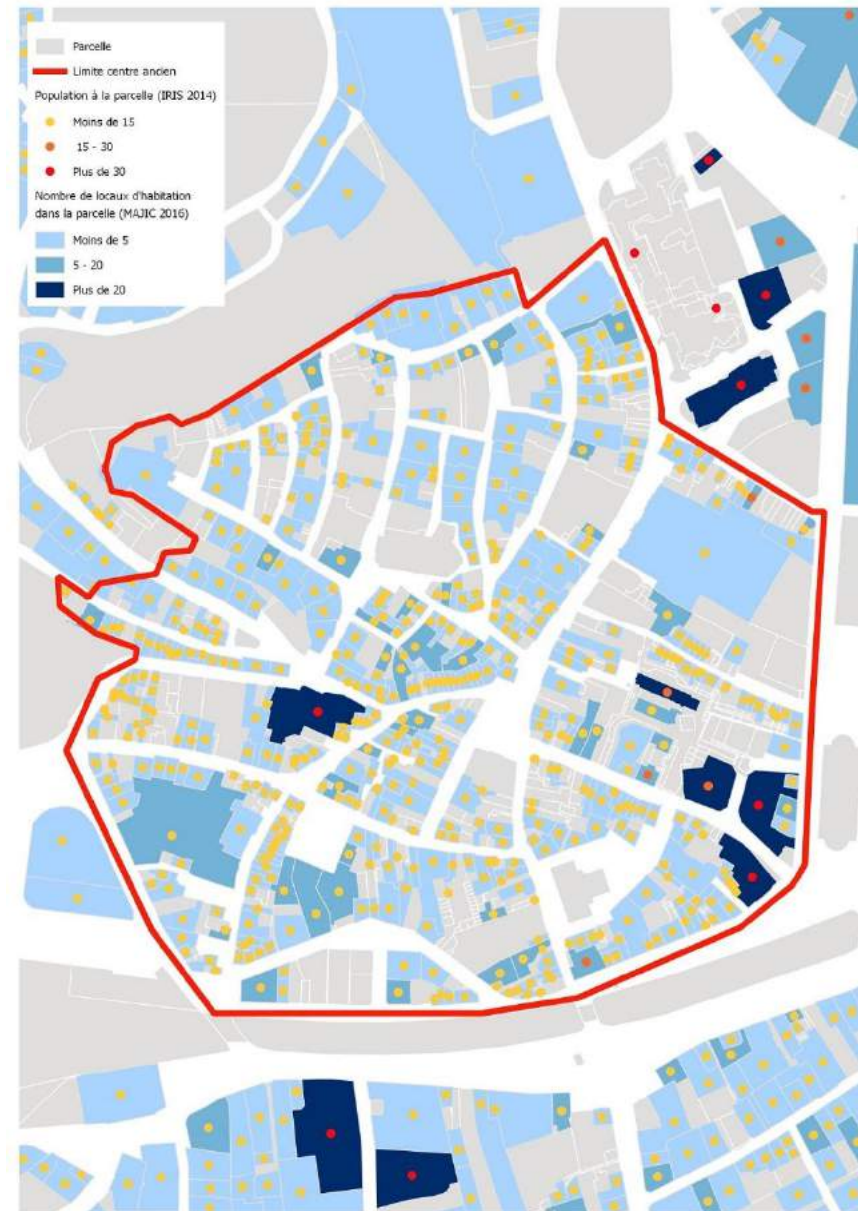 Parcelle
Limite centre ancien
Population à la parcelle (IRIS 2014)
Moins de 15
15 - 30
Plus de 30
Nombre de locaux d'habitation
dans la parcelle (MAJIC 2016)
Moins de 5
5 - 20
Plus de 20